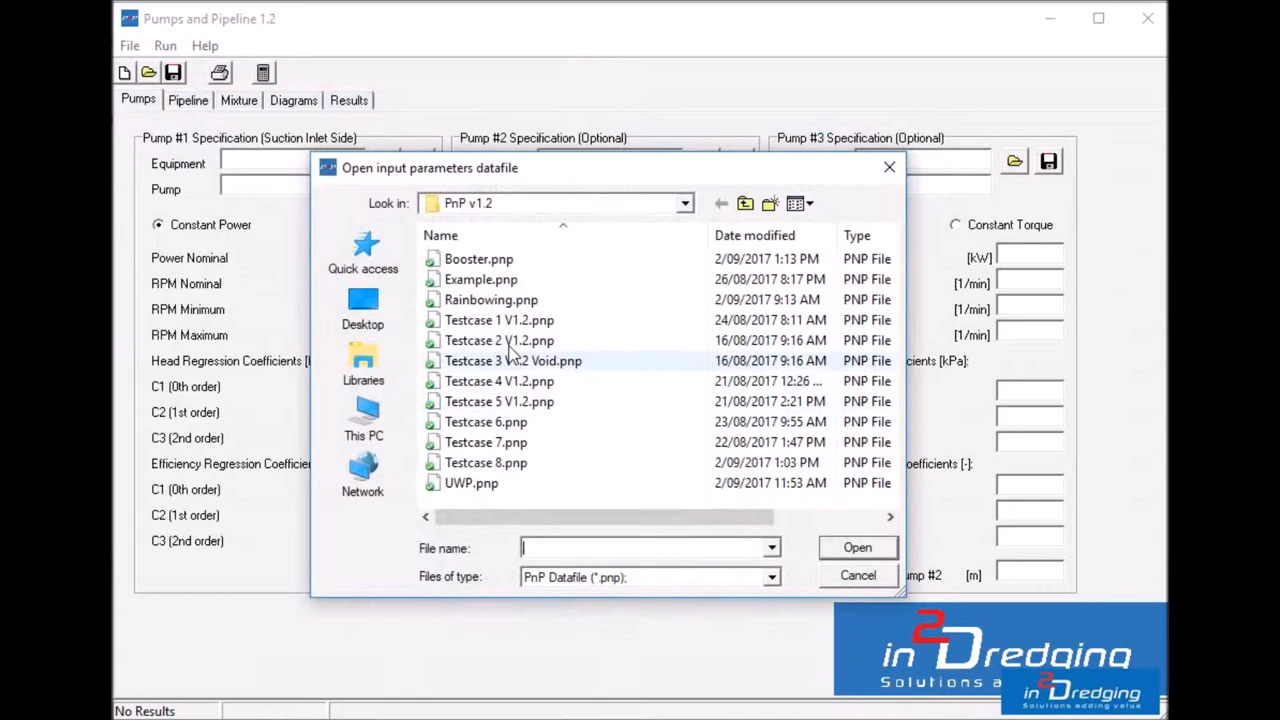 Pumps and Pipeline 1.2
File Run Help
Pumps Pipeline Mixture Diagrams Results
Pump #1 Specification (Suction Inlet Side) Pump #2 Specification (Optional) Pump #3 Specification (Optional)
Equipment
Pump
Constant Power Constant Torque
Power Nominal [kW]
RPM Nominal [1/min]
RPM Minimum [1/min]
RPM Maximum [1/min]
Head Regression Coefficients [kPa]:
C1 (0th order)
C2 (1st order)
C3 (2nd order)
Efficiency Regression [-]:
C1 (0th order)
C2 (1st order)
C3 (2nd order)
#2 [m]
Open input parameters datafile
Look in: PnP v1.2
Quick access
Desktop
Libraries
This PC
Network
Name Date modified Type
Booster.pnp 2/09/2017 1:13 PM PNP File
Example.pnp 26/08/2017 8:17 PM PNP File
Rainbowing.pnp 2/09/2017 9:13 AM PNP File
Testcase 1 V1.2.pnp 24/08/2017 8:11 AM PNP File
Testcase 2 V1.2.pnp 16/08/2017 9:16 AM PNP File
Testcase 3 V1.2 Void.pnp 16/08/2017 9:16 AM PNP File
Testcase 4 V1.2.pnp 21/08/2017 12:26 ... PNP File
Testcase 5 V1.2.pnp 21/08/2017 2:21 PM PNP File
Testcase 6.pnp 23/08/2017 9:55 AM PNP File
Testcase 7.pnp 22/08/2017 1:47 PM PNP File
Testcase 8.pnp 2/09/2017 1:03 PM PNP File
UWP.pnp 2/09/2017 11:53 AM PNP File
File name: Open
Files of type: PnP Datafile (*.pnp); Cancel
in2Dredging
Solutions a
in2Dredging
Solutions adding value
No Results